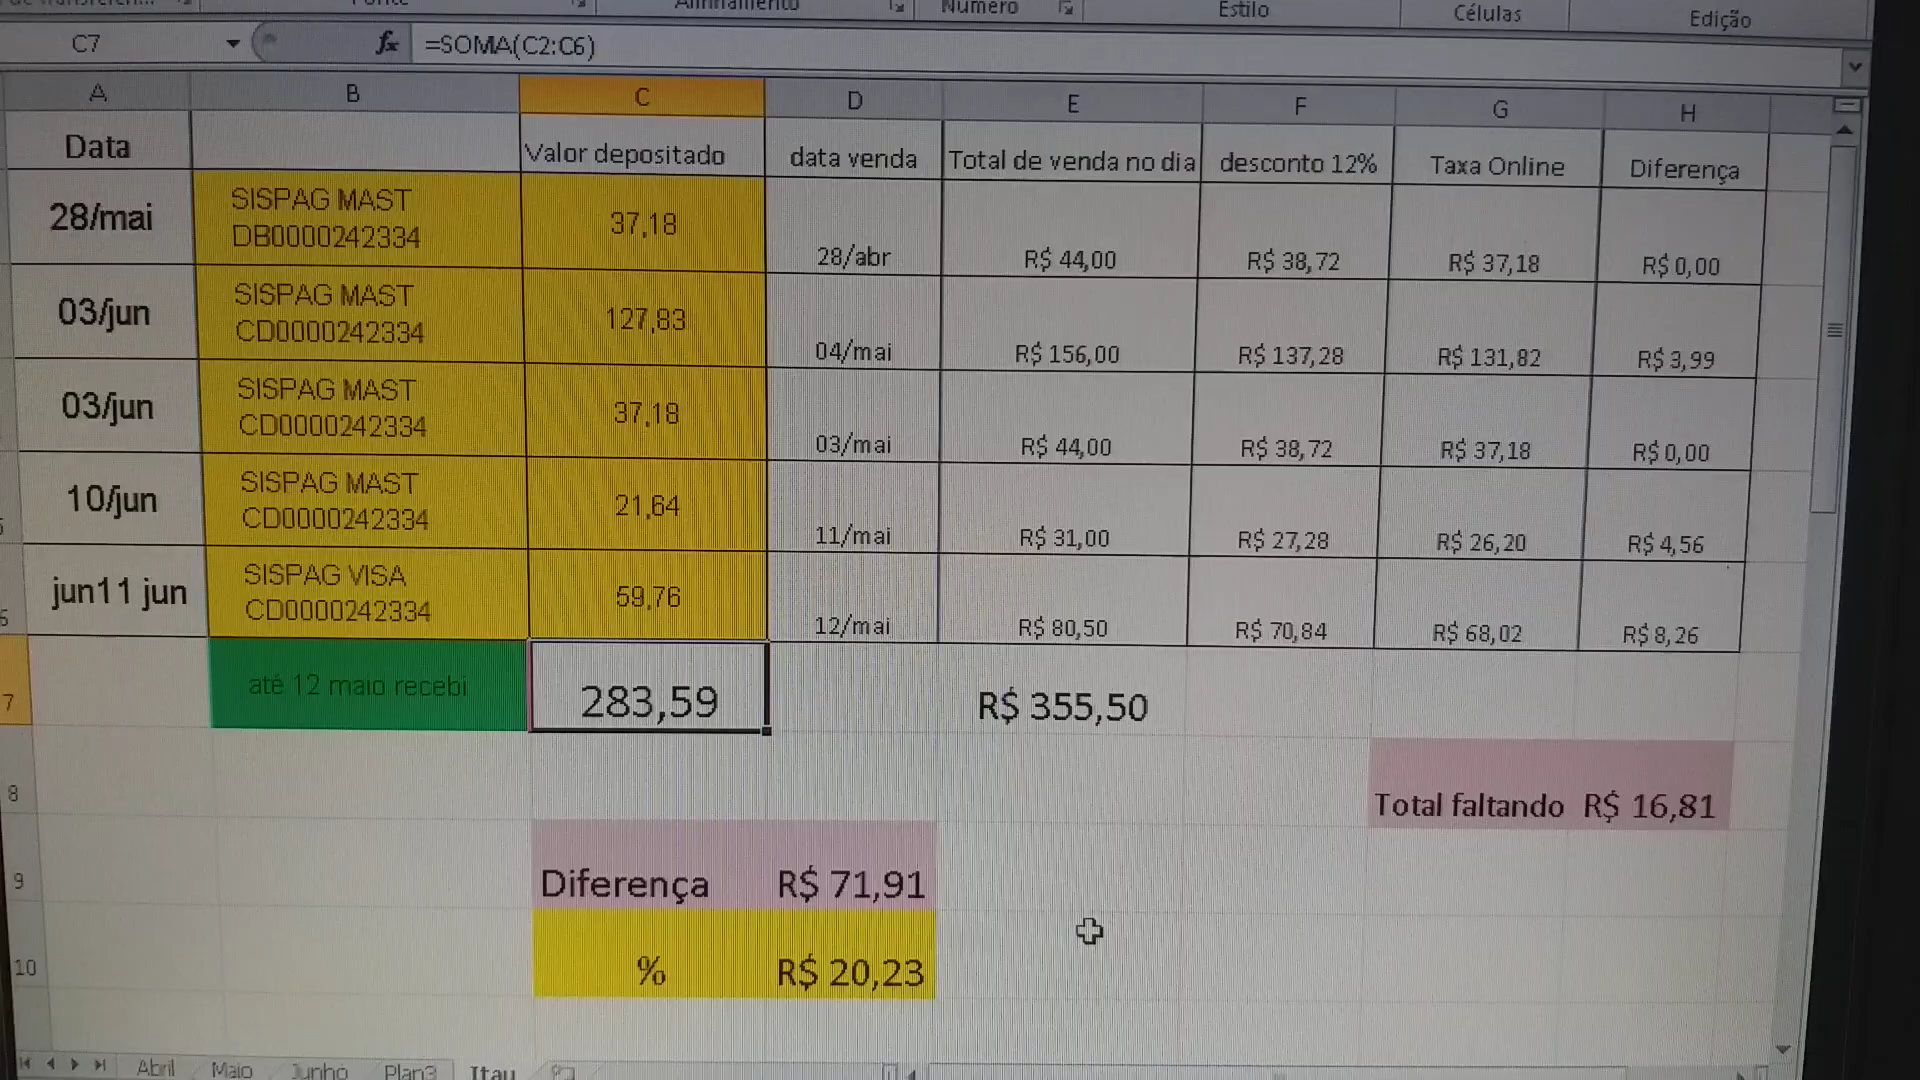 Alinhamento
Número
Estilo
Células
Edição
C7
fx
=SOMA(C2:C6)
A B C D E F G H
Data Valor depositado data venda Total de venda no dia desconto 12% Taxa Online Diferença
28/mai SISPAG MAST DB0000242334 37,18 28/abr R$ 44,00 R$ 38,72 R$ 37,18 R$ 0,00
03/jun SISPAG MAST CD0000242334 127,83 04/mai R$ 156,00 R$ 137,28 R$ 131,82 R$ 3,99
03/jun SISPAG MAST CD0000242334 37,18 03/mai R$ 44,00 R$ 38,72 R$ 37,18 R$ 0,00
10/jun SISPAG MAST CD0000242334 21,64 11/mai R$ 31,00 R$ 27,28 R$ 26,20 R$ 4,56
jun11 jun SISPAG VISA CD0000242334 59,76 12/mai R$ 80,50 R$ 70,84 R$ 68,02 R$ 8,26
7 até 12 maio recebi 283,59 R$ 355,50
8 Total faltando R$ 16,81
9 Diferença R$ 71,91
10 % R$ 20,23
Abril Maio Junho Plan3 Itau